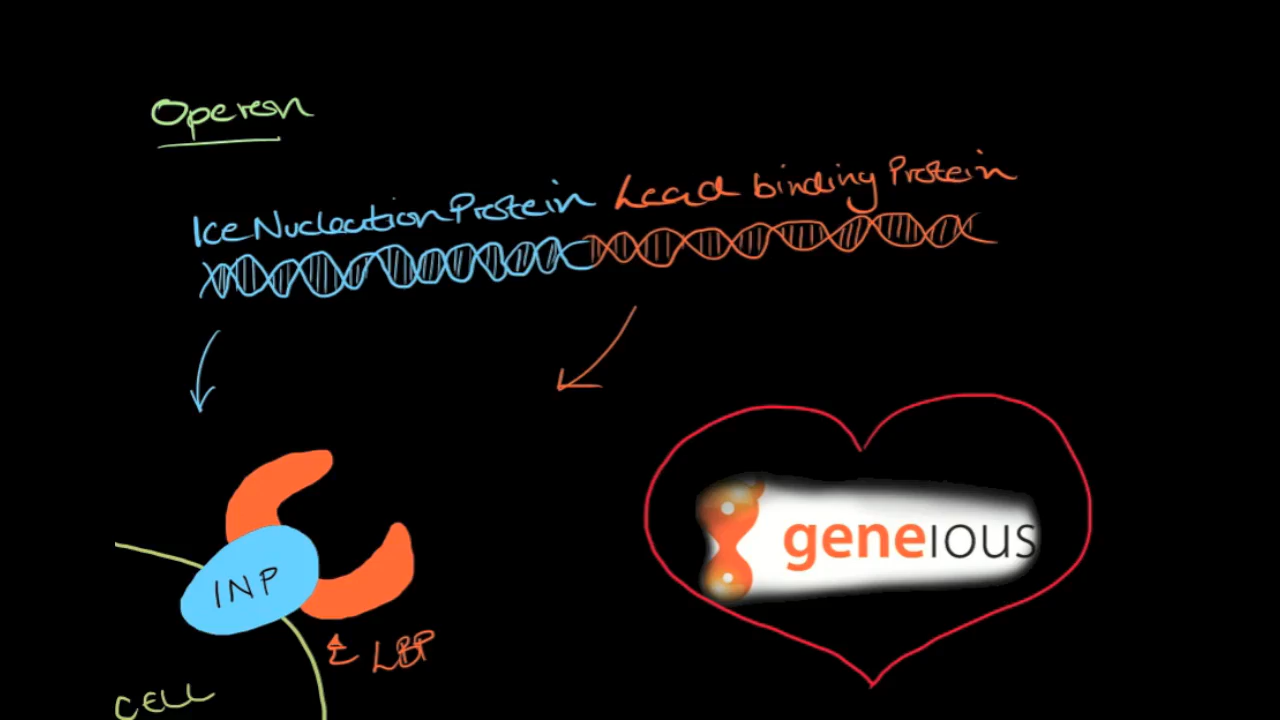 Operon
Ice Nucleation Protein Lead binding Protein
geneious
INP
LBP
CELL